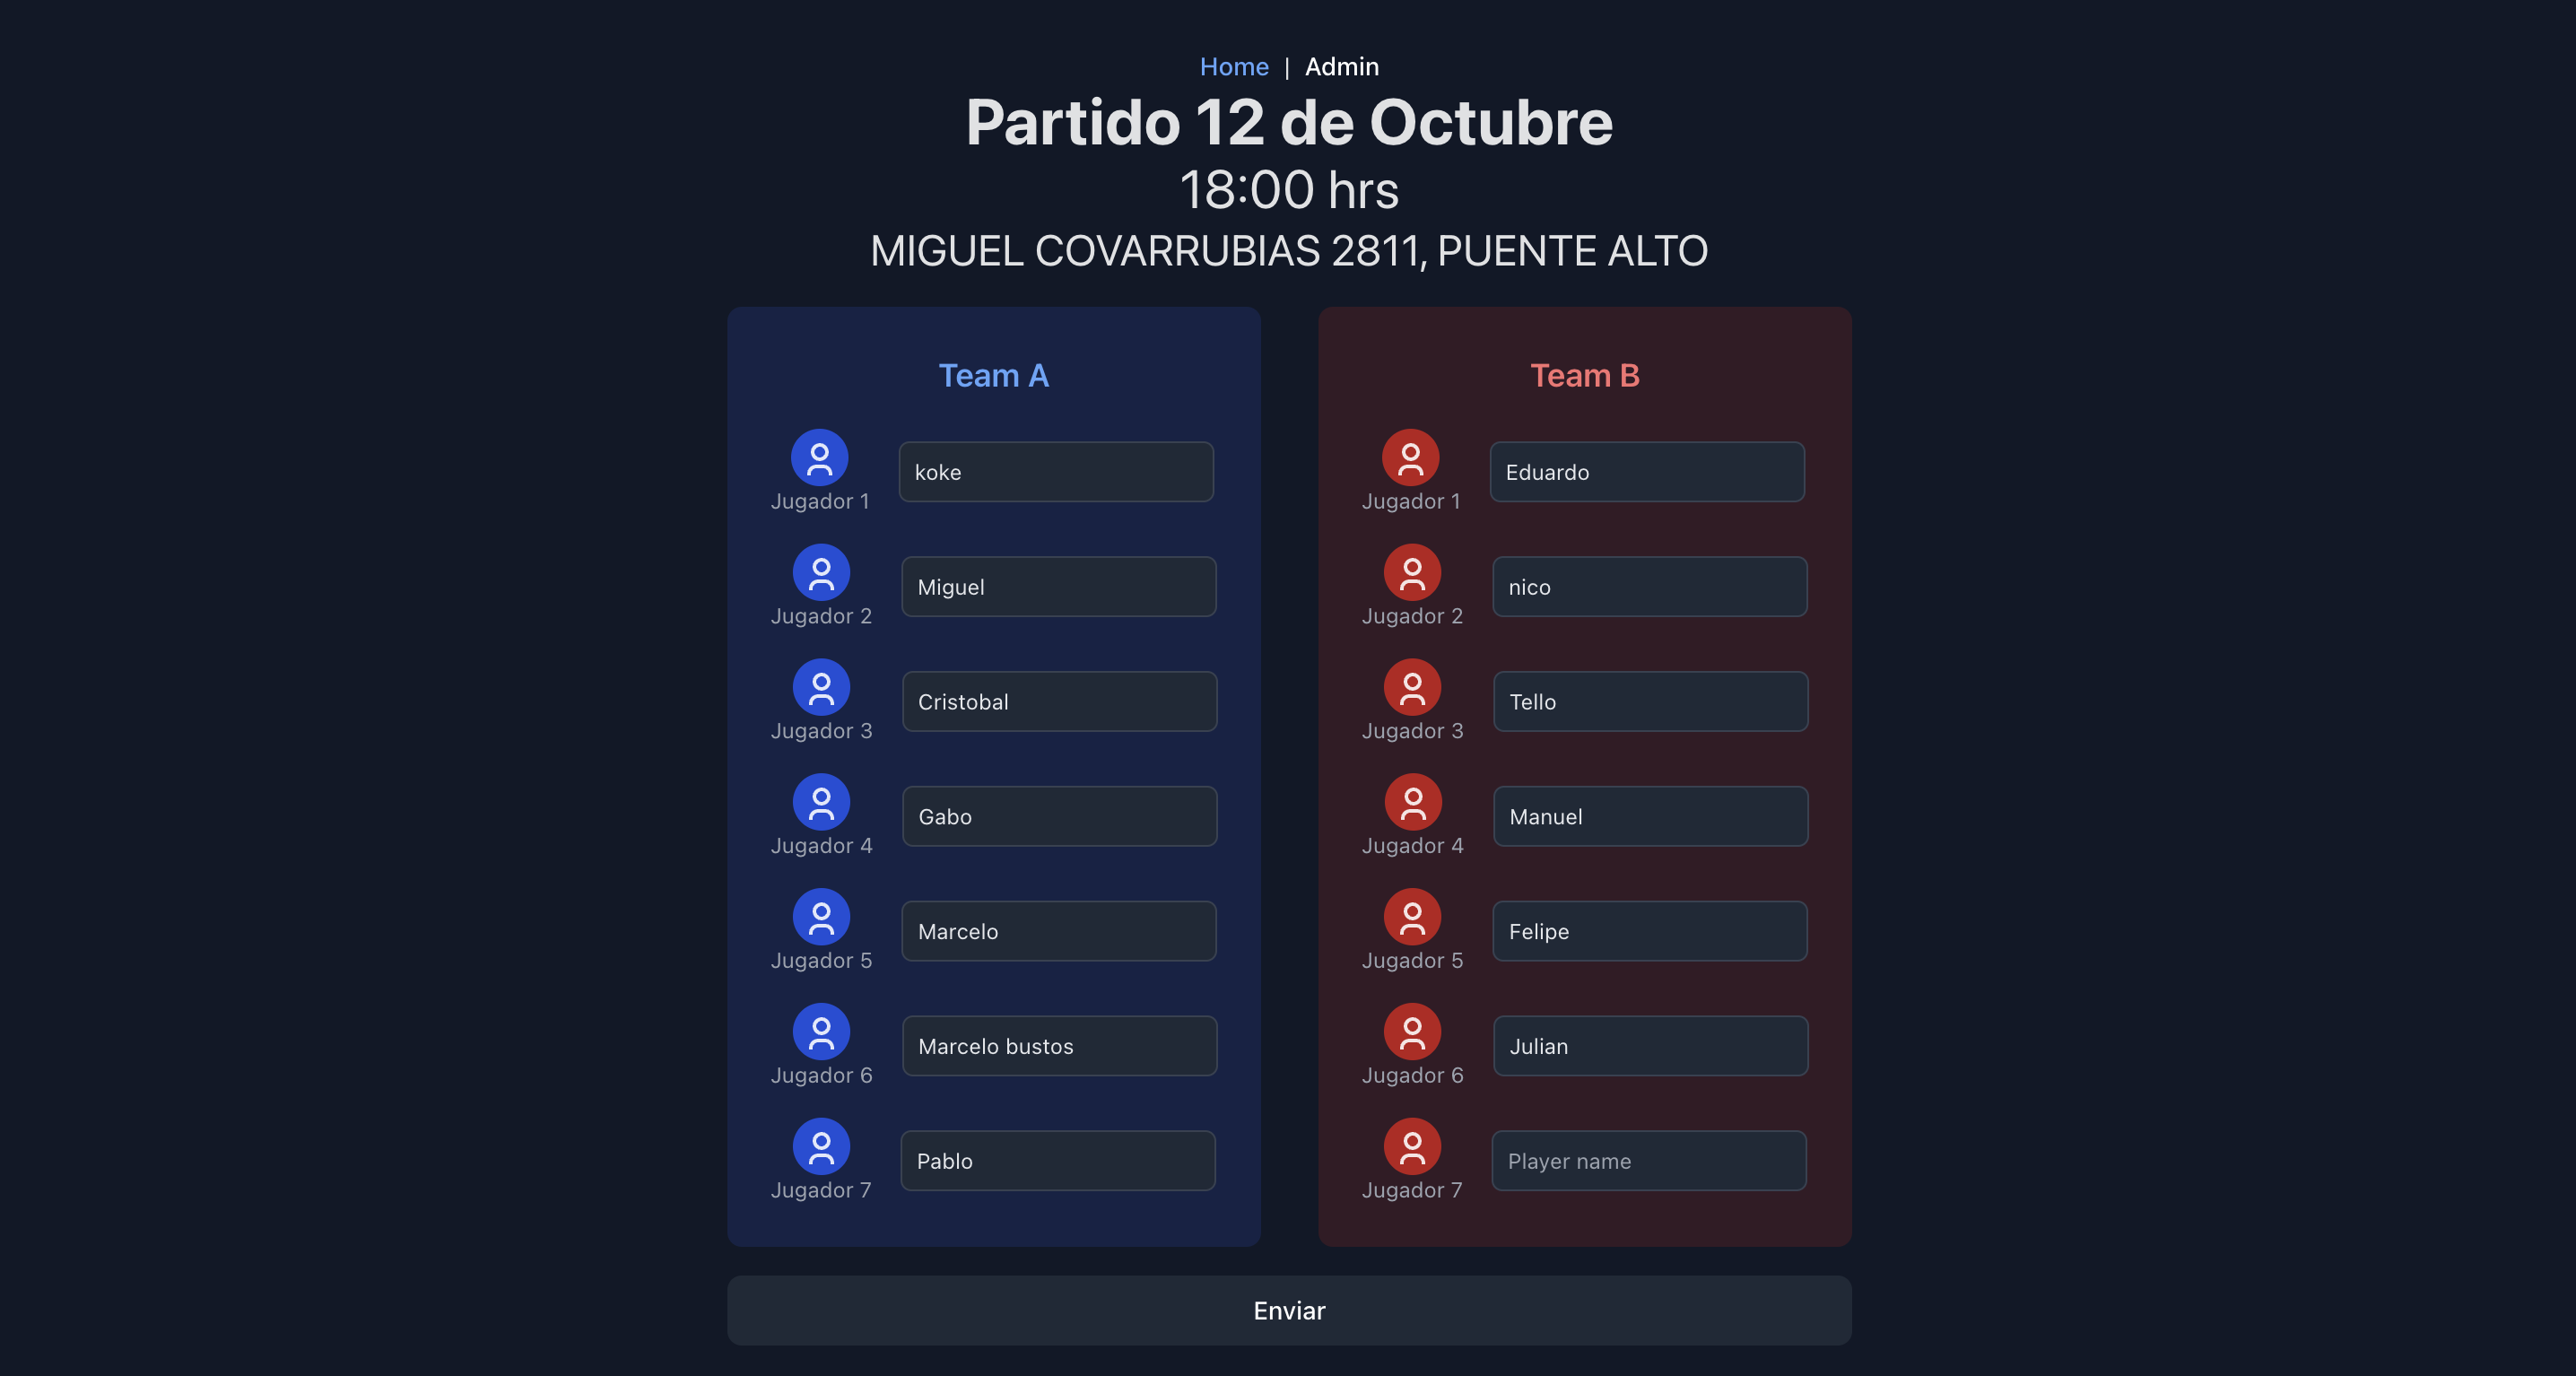 Home | Admin
Partido 12 de Octubre
18:00 hrs
MIGUEL COVARRUBIAS 2811, PUENTE ALTO
Team A
Jugador 1 koke
Jugador 2 Miguel
Jugador 3 Cristobal
Jugador 4 Gabo
Jugador 5 Marcelo
Jugador 6 Marcelo bustos
Jugador 7 Pablo
Team B
Jugador 1 Eduardo
Jugador 2 nico
Jugador 3 Tello
Jugador 4 Manuel
Jugador 5 Felipe
Jugador 6 Julian
Jugador 7 Player name
Enviar